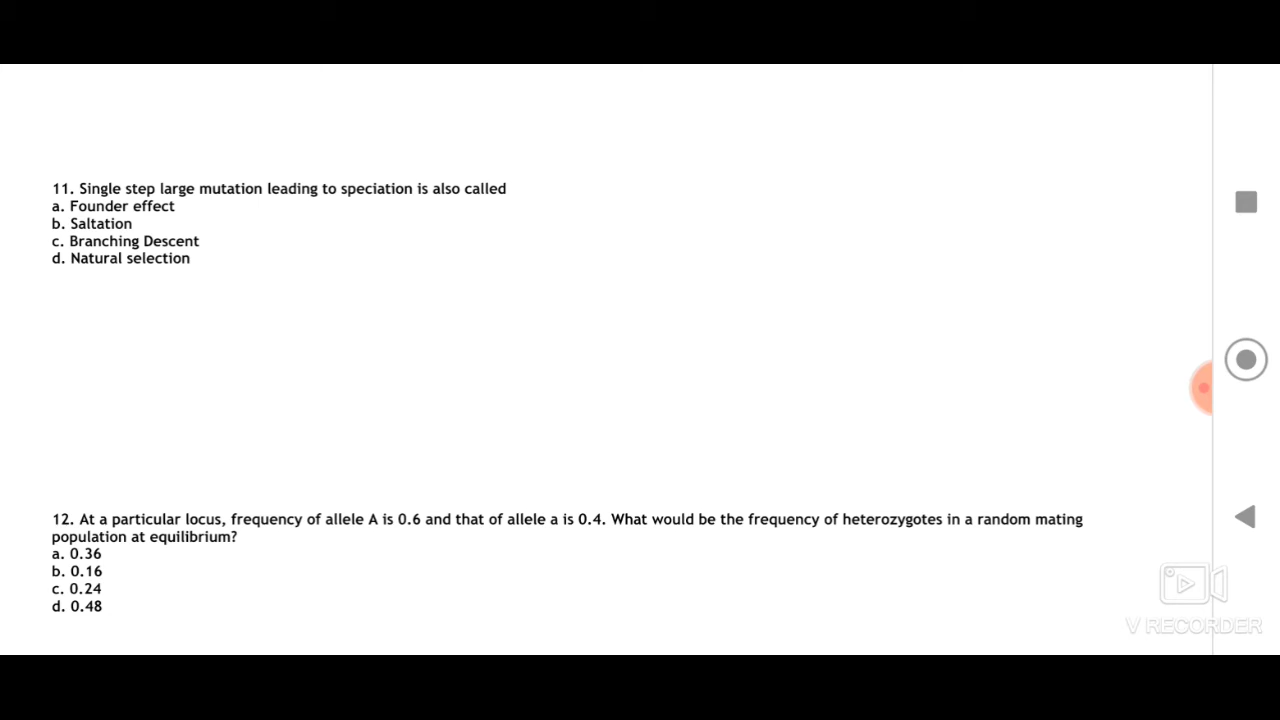 11. Single step large mutation leading to speciation is also called
a. Founder effect
b. Saltation
c. Branching Descent
d. Natural selection
12. At a particular locus, frequency of allele A is 0.6 and that of allele a is 0.4. What would be the frequency of heterozygotes in a random mating
population at equilibrium?
a. 0.36
b. 0.16
c. 0.24
d. 0.48
V RECORDER